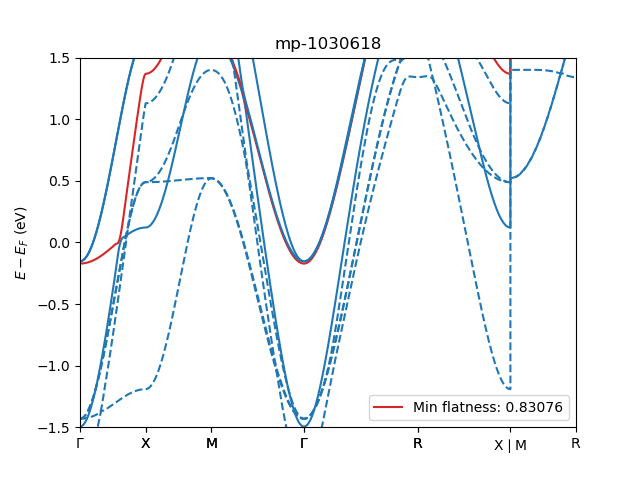 mp-1030618
E − E_F (eV)
1.5
1.0
0.5
0.0
−0.5
−1.0
−1.5
Min flatness: 0.83076
Γ X M Γ R X | M R